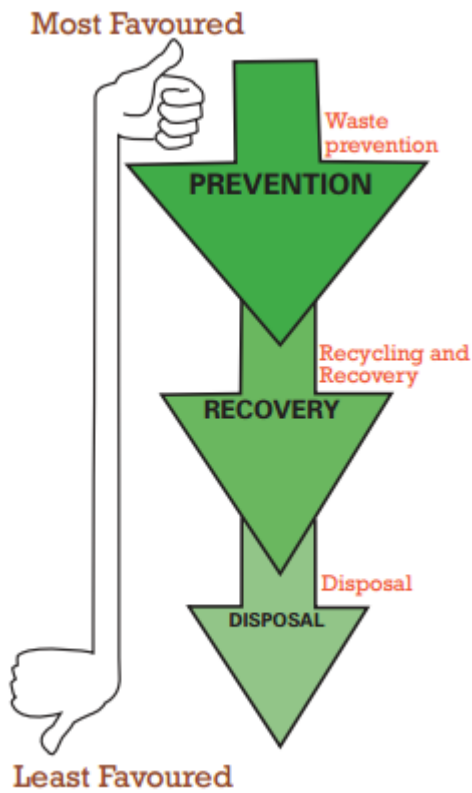 Most Favoured
Waste
prevention
PREVENTION
Recycling and
Recovery
RECOVERY
Disposal
DISPOSAL
Least Favoured